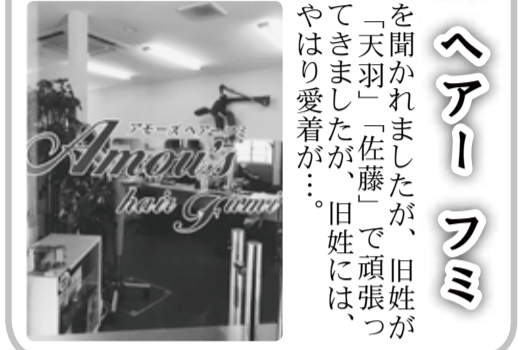 ヘアー フミ
を聞かれましたが、旧姓が
「天羽」「佐藤」で頑張っ
てきましたが、旧姓には、
やはり愛着が…。
アモーズ ヘアー フミ
Amou's
hair Fumi